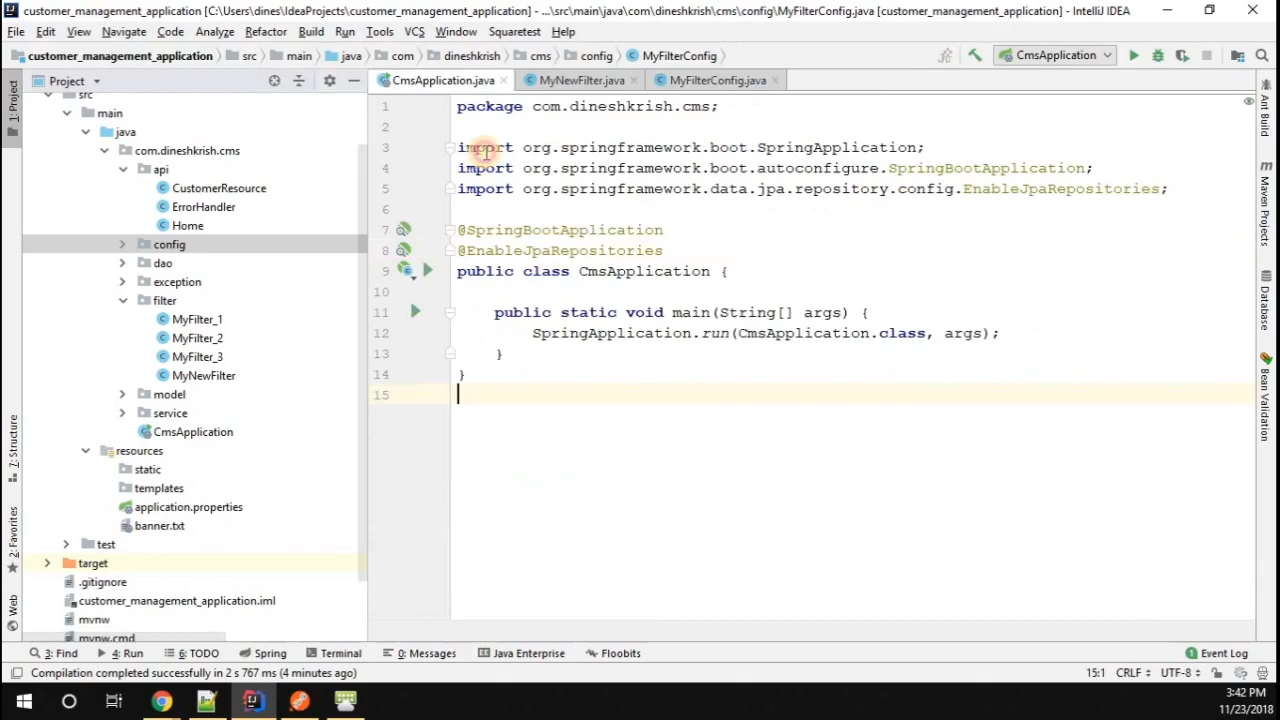 customer_management_application [C:\Users\dines\IdeaProjects\customer_management_application] - ...\src\main\java\com\dineshkrish\cms\config\MyFilterConfig.java [customer_management_application] - IntelliJ IDEA
File Edit View Navigate Code Analyze Refactor Build Run Tools VCS Window Squaretest Help
customer_management_application src main java com dineshkrish cms config MyFilterConfig CmsApplication
Project
CmsApplication.java MyNewFilter.java MyFilterConfig.java
src
main
java
com.dineshkrish.cms
api
CustomerResource
ErrorHandler
Home
config
dao
exception
filter
MyFilter_1
MyFilter_2
MyFilter_3
MyNewFilter
model
service
CmsApplication
resources
static
templates
application.properties
banner.txt
test
target
.gitignore
customer_management_application.iml
mvnw
mvnw.cmd
1 package com.dineshkrish.cms;
2
3 import org.springframework.boot.SpringApplication;
4 import org.springframework.boot.autoconfigure.SpringBootApplication;
5 import org.springframework.data.jpa.repository.config.EnableJpaRepositories;
6
7 @SpringBootApplication
8 @EnableJpaRepositories
9 public class CmsApplication {
10
11 public static void main(String[] args) {
12 SpringApplication.run(CmsApplication.class, args);
13 }
14 }
15
1: Project
7: Structure
2: Favorites
Web
Ant Build
Maven Projects
Database
Bean Validation
3: Find 4: Run 6: TODO Spring Terminal 0: Messages Java Enterprise Floobits 1 Event Log
Compilation completed successfully in 2 s 767 ms (4 minutes ago) 15:1 CRLF UTF-8
3:42 PM
11/23/2018